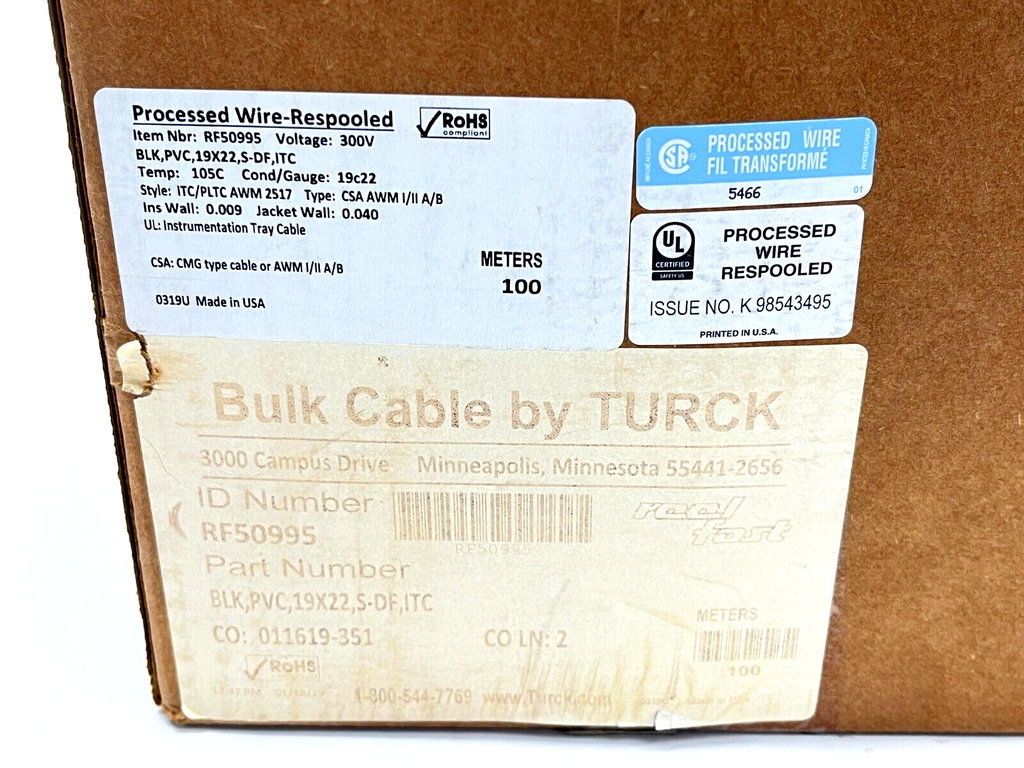 Processed Wire-Respooled
RoHS
compliant!
Item Nbr: RF50995 Voltage: 300V
BLK,PVC,19X22,S-DF,ITC
Temp: 105C Cond/Gauge: 19c22
Style: ITC/PLTC AWM 2517 Type: CSA AWM I/II A/B
Ins Wall: 0.009 Jacket Wall: 0.040
UL: Instrumentation Tray Cable
METERS
CSA: CMG type cable or AWM I/II A/B
100
0319U Made in USA
PROCESSED WIRE
FIL TRANSFORMÉ
5466
01
PRINTED IN CANADA
UL
CERTIFIED
SAFETY US
PROCESSED
WIRE
RESPOOLED
ISSUE NO. K 98543495
PRINTED IN U.S.A.
Bulk Cable by TURCK
3000 Campus Drive Minneapolis, Minnesota 55441-2656
ID Number
RF50995
RF50995
reel fast
Part Number
BLK,PVC,19X22,S-DF,ITC
METERS
CO: 011619-351 CO LN: 2
100
RoHS
1-800-544-7769 www.Turck.com